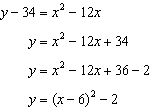 y − 34 = x² − 12x
y = x² − 12x + 34
y = x² − 12x + 36 − 2
y = (x − 6)² − 2